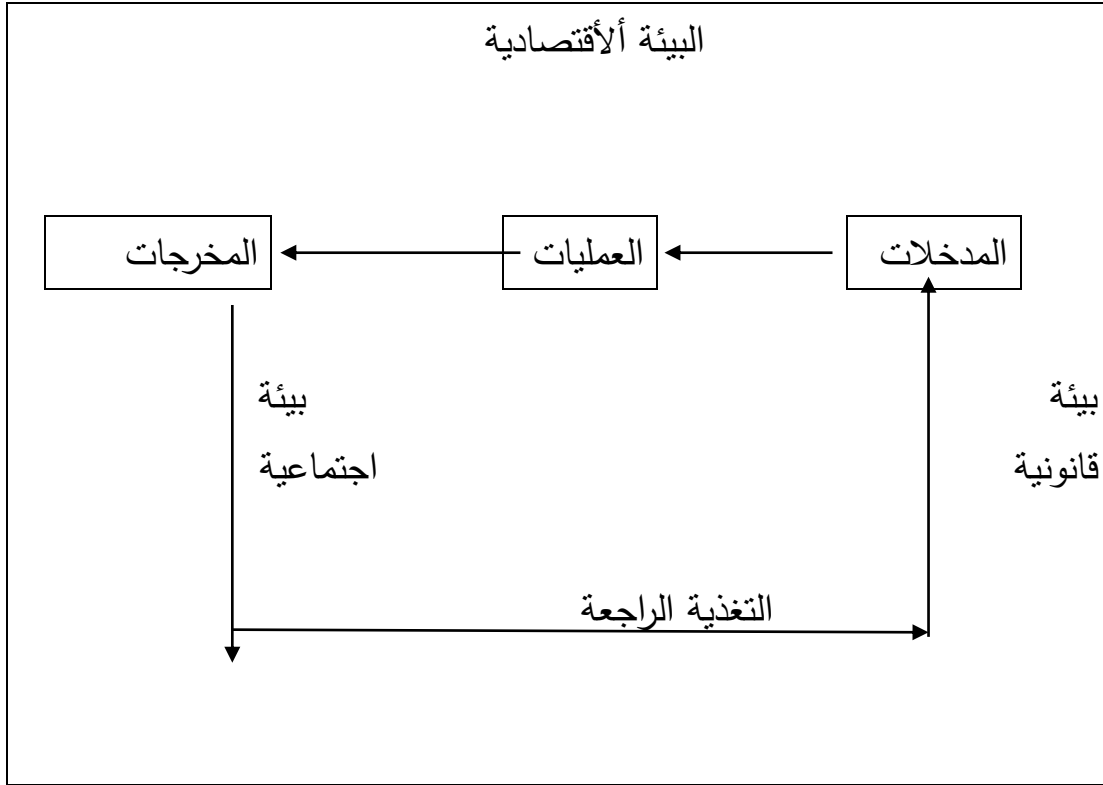 البيئة ألأقتصادية
المدخلات
العمليات
المخرجات
بيئة
قانونية
بيئة
اجتماعية
التغذية الراجعة